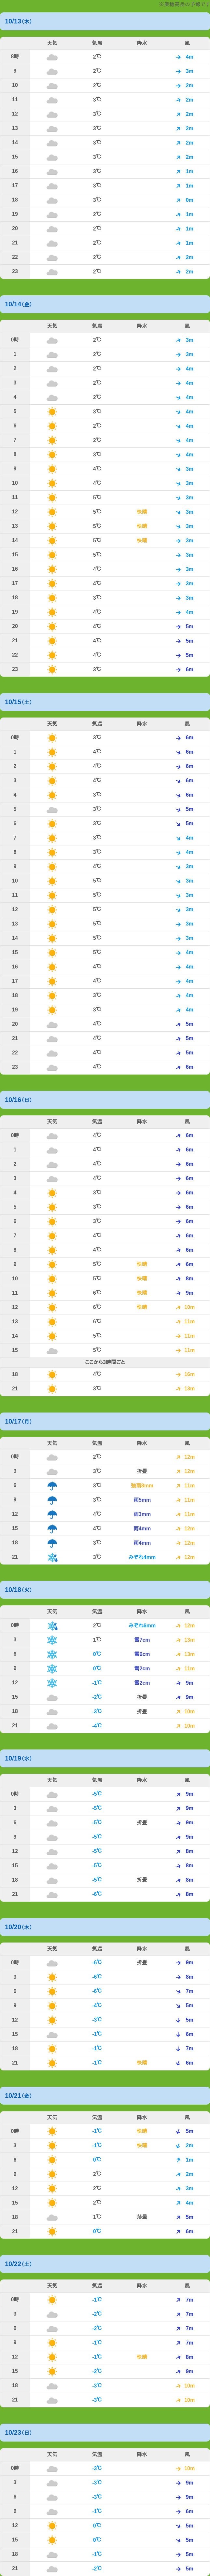 10/13(木)
天気 気温 降水 風
8時 2℃ 4m
9 2℃ 3m
10 2℃ 2m
11 3℃ 2m
12 3℃ 2m
13 3℃ 2m
14 3℃ 2m
15 3℃ 2m
16 3℃ 1m
17 3℃ 1m
18 3℃ 0m
19 2℃ 1m
20 2℃ 1m
21 2℃ 1m
22 2℃ 2m
23 2℃ 2m
10/14(金)
天気 気温 降水 風
0時 2℃ 3m
1 2℃ 3m
2 2℃ 4m
3 2℃ 4m
4 2℃ 4m
5 3℃ 4m
6 2℃ 4m
7 2℃ 4m
8 3℃ 4m
9 4℃ 3m
10 4℃ 3m
11 5℃ 3m
12 5℃ 快晴 3m
13 5℃ 快晴 3m
14 5℃ 快晴 3m
15 5℃ 3m
16 4℃ 3m
17 4℃ 3m
18 3℃ 3m
19 4℃ 4m
20 4℃ 5m
21 4℃ 5m
22 4℃ 5m
23 3℃ 6m
10/15(土)
天気 気温 降水 風
0時 3℃ 6m
1 4℃ 6m
2 4℃ 6m
3 4℃ 6m
4 3℃ 6m
5 3℃ 5m
6 3℃ 5m
7 3℃ 4m
8 3℃ 4m
9 4℃ 3m
10 5℃ 3m
11 5℃ 3m
12 5℃ 3m
13 5℃ 3m
14 5℃ 3m
15 5℃ 4m
16 4℃ 4m
17 4℃ 4m
18 3℃ 4m
19 3℃ 4m
20 4℃ 5m
21 4℃ 5m
22 4℃ 5m
23 4℃ 6m
10/16(日)
天気 気温 降水 風
0時 4℃ 6m
1 4℃ 6m
2 4℃ 6m
3 4℃ 6m
4 3℃ 6m
5 3℃ 6m
6 3℃ 6m
7 4℃ 6m
8 4℃ 6m
9 5℃ 快晴 6m
10 5℃ 快晴 8m
11 6℃ 快晴 9m
12 6℃ 快晴 10m
13 6℃ 11m
14 5℃ 11m
15 5℃ 11m
ここから3時間ごと
18 4℃ 16m
21 3℃ 13m
10/17(月)
天気 気温 降水 風
0時 2℃ 12m
3 3℃ 折曇 12m
6 3℃ 強雨8mm 11m
9 3℃ 雨5mm 11m
12 4℃ 雨3mm 11m
15 4℃ 雨4mm 12m
18 3℃ 雨4mm 12m
21 3℃ みぞれ4mm 12m
10/18(火)
天気 気温 降水 風
0時 2℃ みぞれ6mm 12m
3 1℃ 雪7cm 13m
6 0℃ 雪6cm 13m
9 0℃ 雪2cm 11m
12 -1℃ 雪2cm 9m
15 -2℃ 折曇 9m
18 -3℃ 折曇 10m
21 -4℃ 10m
10/19(水)
天気 気温 降水 風
0時 -5℃ 9m
3 -5℃ 9m
6 -5℃ 折曇 9m
9 -5℃ 9m
12 -5℃ 8m
15 -5℃ 8m
18 -5℃ 折曇 8m
21 -6℃ 8m
10/20(木)
天気 気温 降水 風
0時 -6℃ 折曇 9m
3 -6℃ 8m
6 -6℃ 7m
9 -4℃ 5m
12 -3℃ 5m
15 -1℃ 6m
18 -1℃ 7m
21 -1℃ 快晴 6m
10/21(金)
天気 気温 降水 風
0時 -1℃ 快晴 5m
3 -1℃ 快晴 2m
6 0℃ 1m
9 2℃ 2m
12 2℃ 3m
15 2℃ 4m
18 1℃ 薄曇 5m
21 0℃ 6m
10/22(土)
天気 気温 降水 風
0時 -1℃ 7m
3 -2℃ 7m
6 -2℃ 7m
9 -1℃ 7m
12 -1℃ 快晴 8m
15 -2℃ 9m
18 -3℃ 10m
21 -3℃ 10m
10/23(日)
天気 気温 降水 風
0時 -3℃ 10m
3 -3℃ 9m
6 -3℃ 9m
9 -1℃ 6m
12 0℃ 5m
15 0℃ 5m
18 -1℃ 5m
21 -2℃ 5m